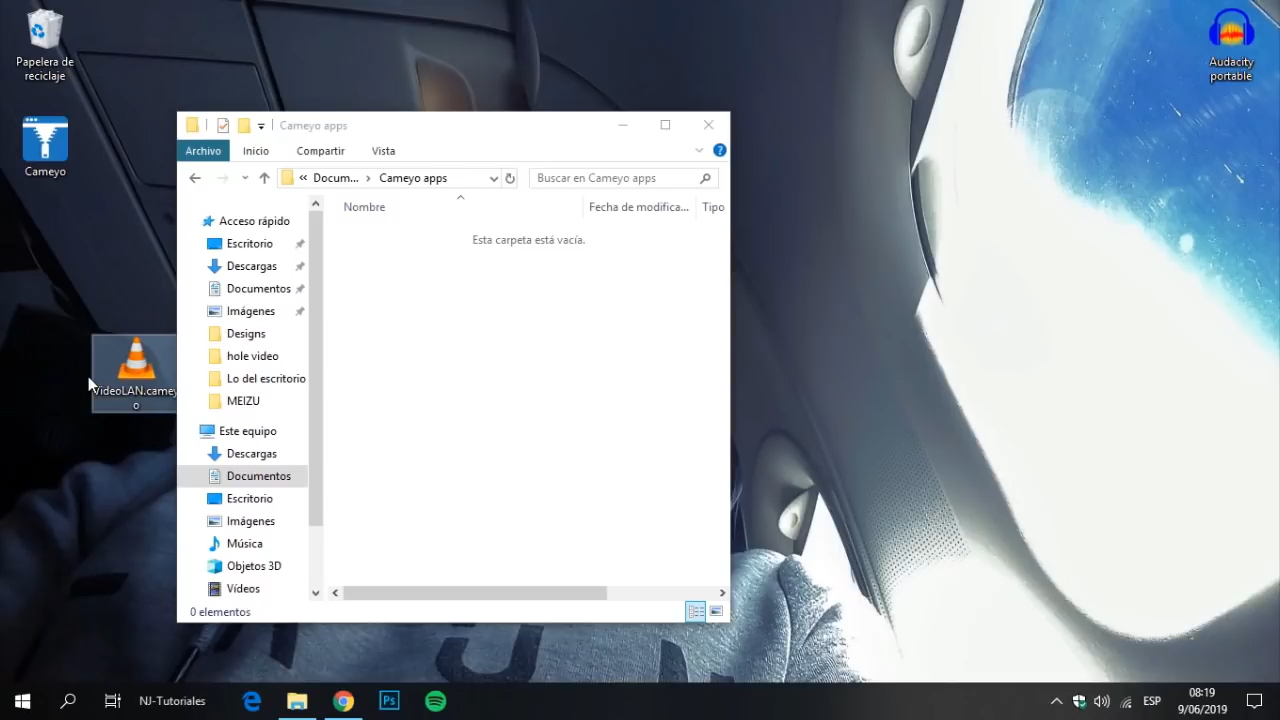 Papelera de
reciclaje
Audacity
portable
Cameyo
Cameyo apps
Archivo
Inicio
Compartir
Vista
« Docum... > Cameyo apps
Buscar en Cameyo apps
Nombre
Fecha de modifica...
Tipo
Esta carpeta está vacía.
Acceso rápido
Escritorio
Descargas
Documentos
Imágenes
Designs
hole video
Lo del escritorio
MEIZU
Este equipo
Descargas
Documentos
Escritorio
Imágenes
Música
Objetos 3D
Vídeos
0 elementos
VideoLAN.camey
o
NJ-Tutoriales
Ps
ESP
08:19
9/06/2019